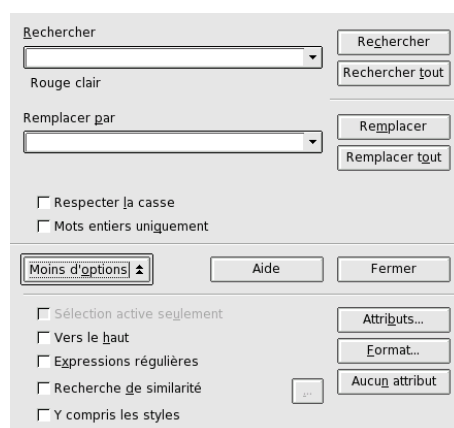 Rechercher
Rechercher
Rechercher tout
Rouge clair
Remplacer par
Remplacer
Remplacer tout
Respecter la casse
Mots entiers uniquement
Moins d'options
Aide
Fermer
Sélection active seulement
Attributs...
Vers le haut
Format...
Expressions régulières
Recherche de similarité
...
Aucun attribut
Y compris les styles